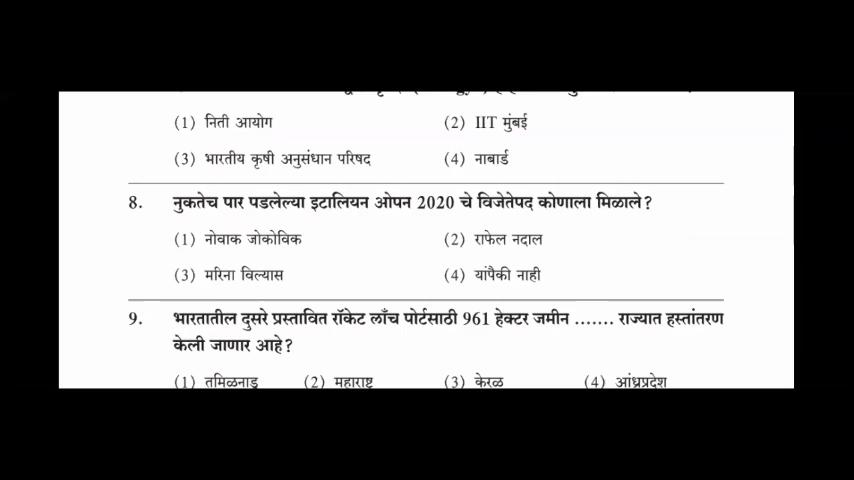 (1) निती आयोग (2) IIT मुंबई
(3) भारतीय कृषी अनुसंधान परिषद (4) नाबार्ड
8. नुकतेच पार पडलेल्या इटालियन ओपन 2020 चे विजेतेपद कोणाला मिळाले?
(1) नोवाक जोकोविक (2) राफेल नदाल
(3) मरिना विल्यास (4) यांपैकी नाही
9. भारतातील दुसरे प्रस्तावित रॉकेट लाँच पोर्टसाठी 961 हेक्टर जमीन ....... राज्यात हस्तांतरण
केली जाणार आहे?
(1) तमिळनाडू (2) महाराष्ट्र (3) केरळ (4) आंध्रप्रदेश